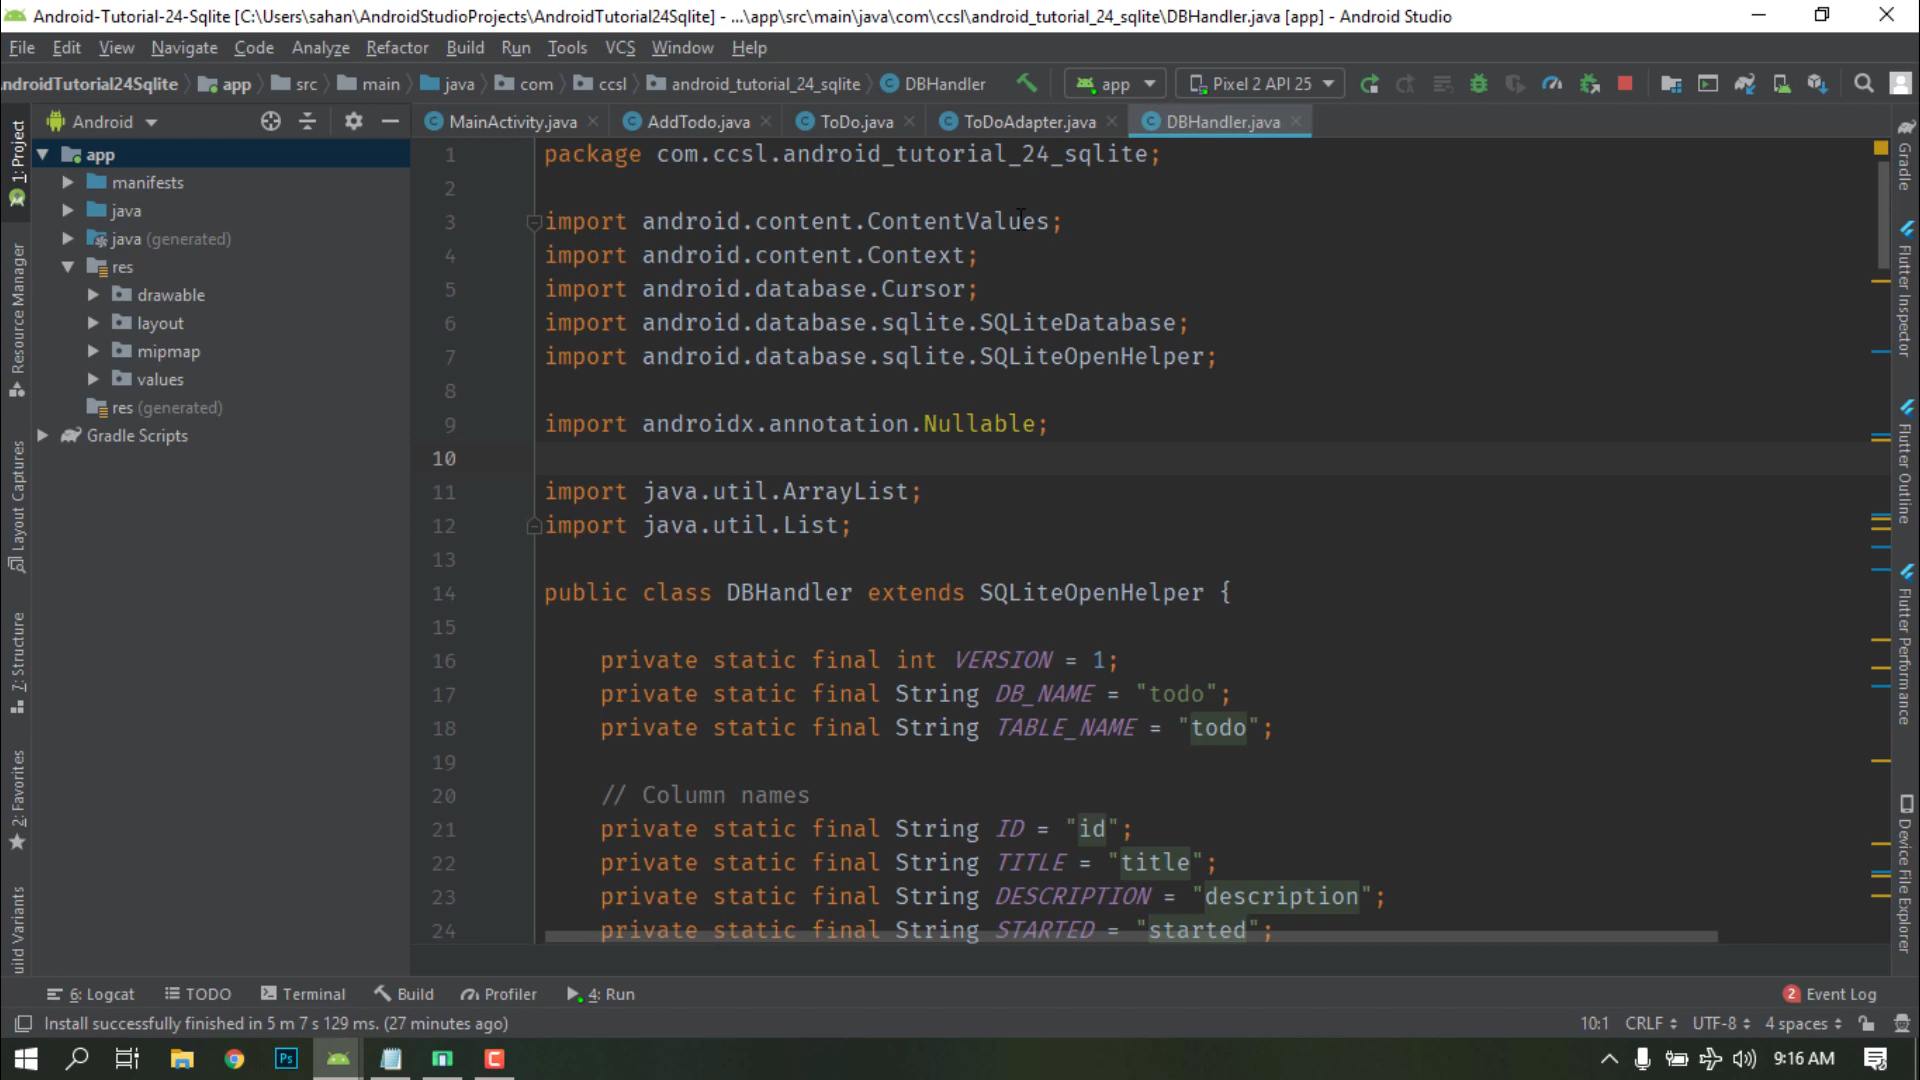 Android-Tutorial-24-Sqlite [C:\Users\sahan\AndroidStudioProjects\AndroidTutorial24Sqlite] - ...\app\src\main\java\com\ccsl\android_tutorial_24_sqlite\DBHandler.java [app] - Android Studio
File Edit View Navigate Code Analyze Refactor Build Run Tools VCS Window Help
ndroidTutorial24Sqlite app src main java com ccsl android_tutorial_24_sqlite DBHandler app Pixel 2 API 25
Android MainActivity.java AddTodo.java ToDo.java ToDoAdapter.java DBHandler.java
1: Project
Resource Manager
Layout Captures
7: Structure
2: Favorites
uild Variants
app
manifests
java
java (generated)
res
drawable
layout
mipmap
values
res (generated)
Gradle Scripts
1 package com.ccsl.android_tutorial_24_sqlite;
2
3 import android.content.ContentValues;
4 import android.content.Context;
5 import android.database.Cursor;
6 import android.database.sqlite.SQLiteDatabase;
7 import android.database.sqlite.SQLiteOpenHelper;
8
9 import androidx.annotation.Nullable;
10
11 import java.util.ArrayList;
12 import java.util.List;
13
14 public class DBHandler extends SQLiteOpenHelper {
15
16 private static final int VERSION = 1;
17 private static final String DB_NAME = "todo";
18 private static final String TABLE_NAME = "todo";
19
20 // Column names
21 private static final String ID = "id";
22 private static final String TITLE = "title";
23 private static final String DESCRIPTION = "description";
24 private static final String STARTED = "started";
Gradle
Flutter Inspector
Flutter Outline
Flutter Performance
Device File Explorer
6: Logcat TODO Terminal Build Profiler 4: Run 2 Event Log
Install successfully finished in 5 m 7 s 129 ms. (27 minutes ago) 10:1 CRLF UTF-8 4 spaces
Ps 9:16 AM